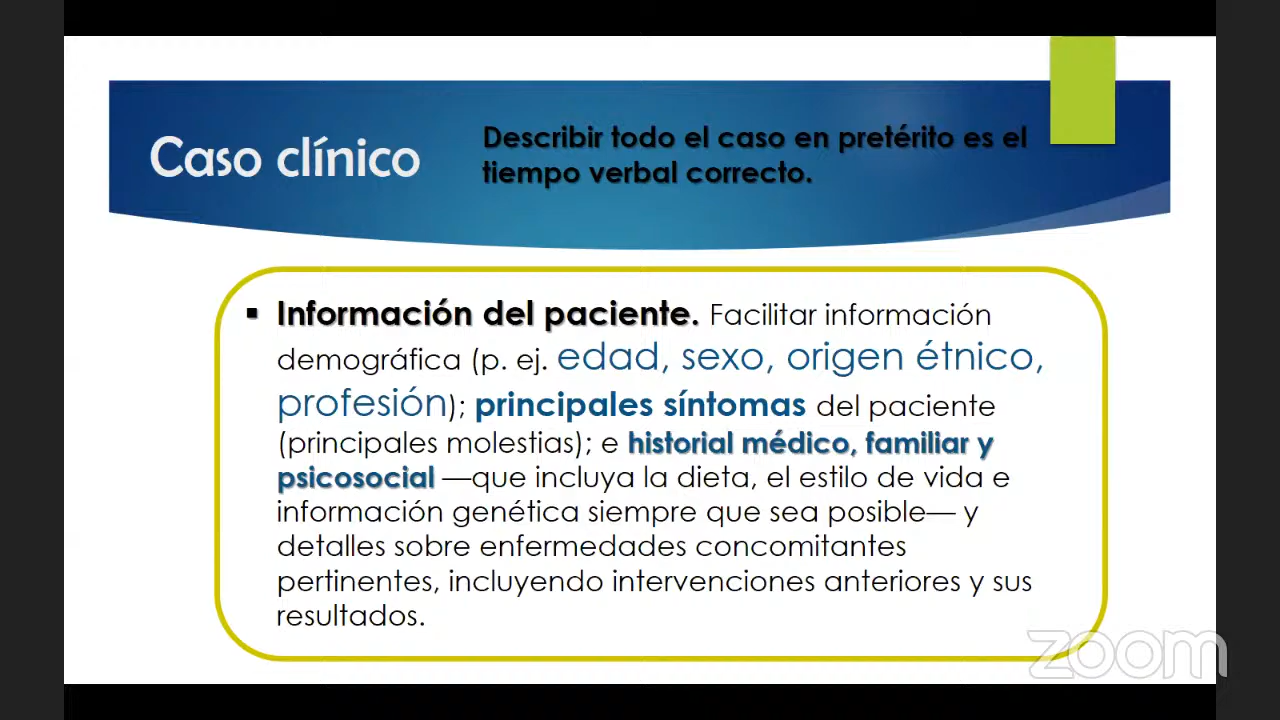 Caso clínico
Describir todo el caso en pretérito es el
tiempo verbal correcto.
▪ Información del paciente. Facilitar información
demográfica (p. ej. edad, sexo, origen étnico,
profesión); principales síntomas del paciente
(principales molestias); e historial médico, familiar y
psicosocial —que incluya la dieta, el estilo de vida e
información genética siempre que sea posible— y
detalles sobre enfermedades concomitantes
pertinentes, incluyendo intervenciones anteriores y sus
resultados.
zoom